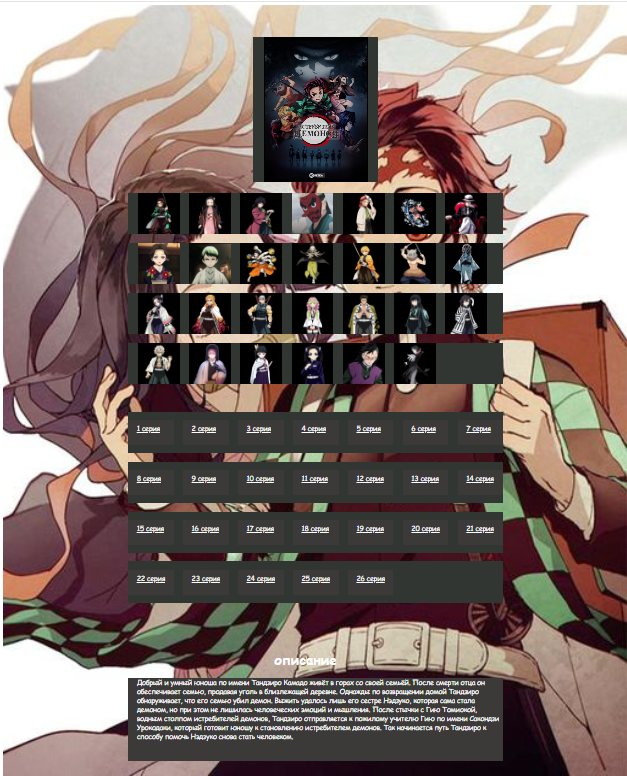 ДЕМОНОВ
1 серия 2 серия 3 серия 4 серия 5 серия 6 серия 7 серия
8 серия 9 серия 10 серия 11 серия 12 серия 13 серия 14 серия
15 серия 16 серия 17 серия 18 серия 19 серия 20 серия 21 серия
22 серия 23 серия 24 серия 25 серия 26 серия
описание
Добрый и умный юноша по имени Тандзиро Камадо живёт в горах со своей семьёй. После смерти отца он
обеспечивает семью, продавая уголь в близлежащей деревне. Однажды по возвращении домой Тандзиро
обнаруживает, что его семью убил демон. Выжить удалось лишь его сестре Нэдзуко, которая сама стала
демоном, но при этом не лишилась человеческих эмоций и мышления. После стычки с Гию Томиокой,
водным столпом истребителей демонов, Тандзиро отправляется к пожилому учителю Гию по имени Сакондзи
Урокодаки, который готовит юношу к становлению истребителем демонов. Так начинается путь Тандзиро к
способу помочь Нэдзуко снова стать человеком.